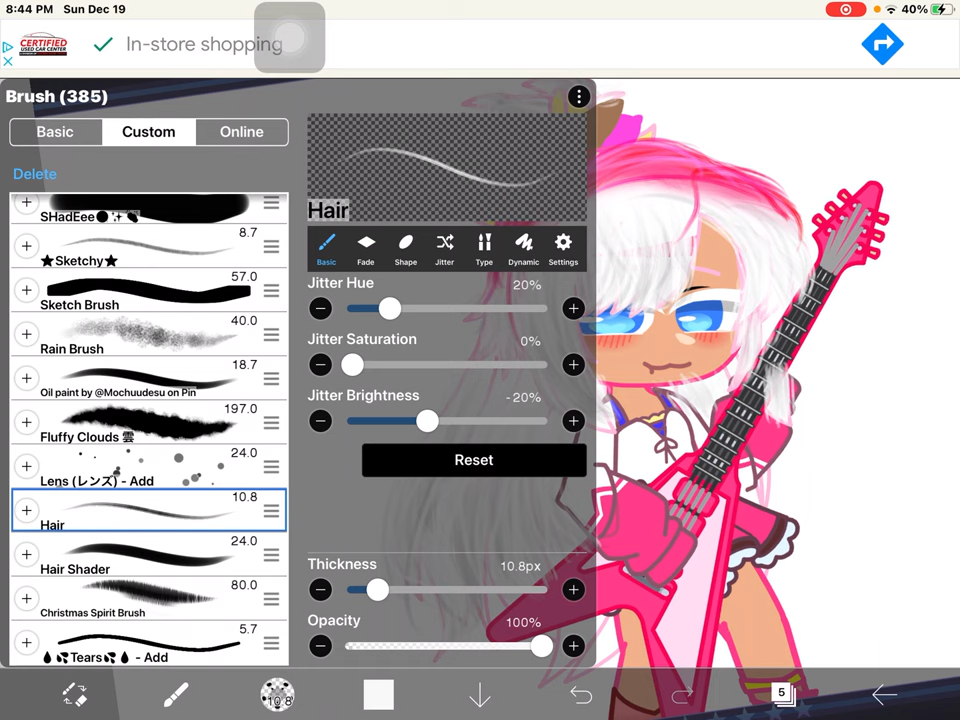 8:44 PM Sun Dec 19
40%
CERTIFIED
USED CAR CENTER
In-store shopping
Brush (385)
Basic Custom Online
Delete
SHadEee
8.7
★Sketchy★
57.0
Sketch Brush
40.0
Rain Brush
18.7
Oil paint by @Mochuudesu on Pin
197.0
Fluffy Clouds 雲
24.0
Lens (レンズ) - Add
10.8
Hair
24.0
Hair Shader
80.0
Christmas Spirit Brush
5.7
💧💦Tears💦💧 - Add
Hair
Basic Fade Shape Jitter Type Dynamic Settings
Jitter Hue 20%
Jitter Saturation 0%
Jitter Brightness -20%
Reset
Thickness 10.8px
Opacity 100%
10.8
5